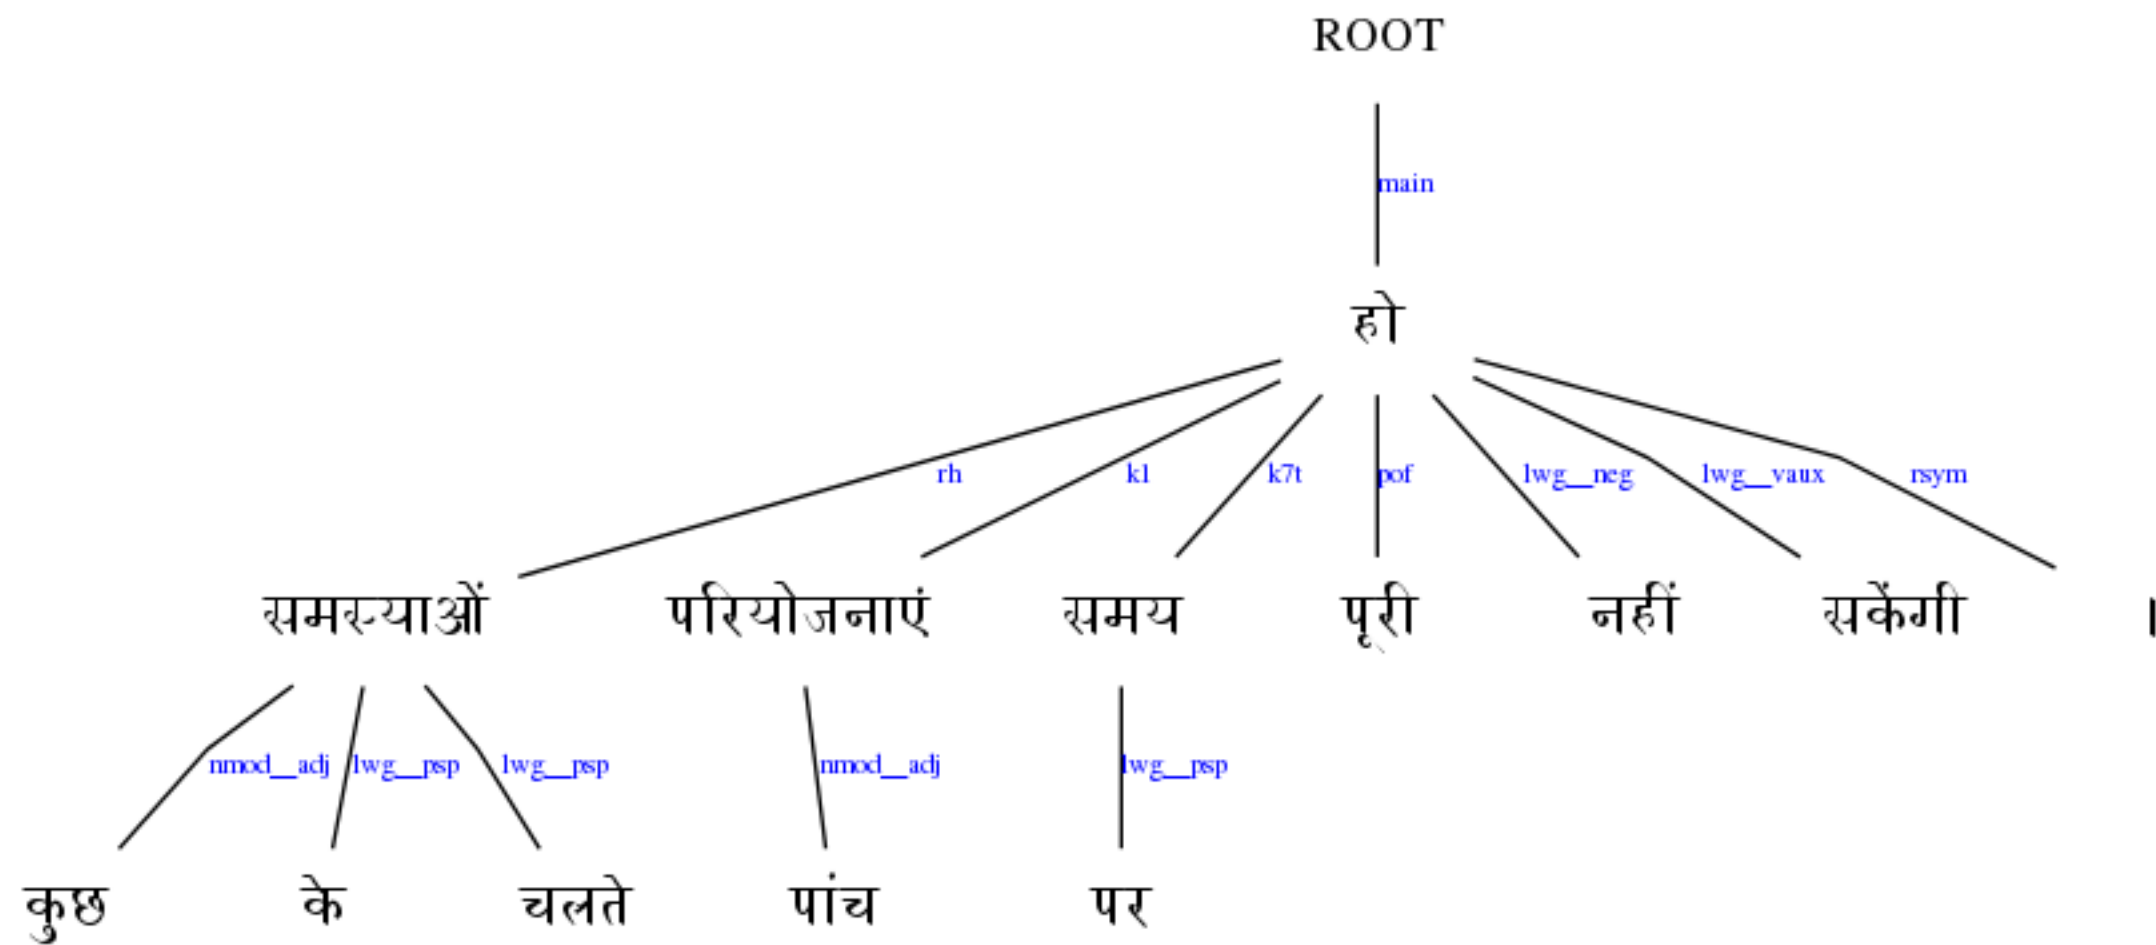 ROOT
main
हो
rh k1 k7t pof lwg__neg lwg__vaux rsym
समस्याओं परियोजनाएं समय पूरी नहीं सकेंगी ।
nmod__adj lwg__psp lwg__psp nmod__adj lwg__psp
कुछ के चलते पांच पर